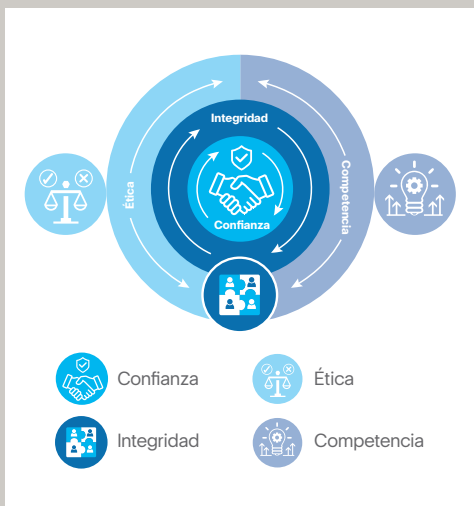 Integridad
Ética
Competencia
Confianza
Confianza
Ética
Integridad
Competencia